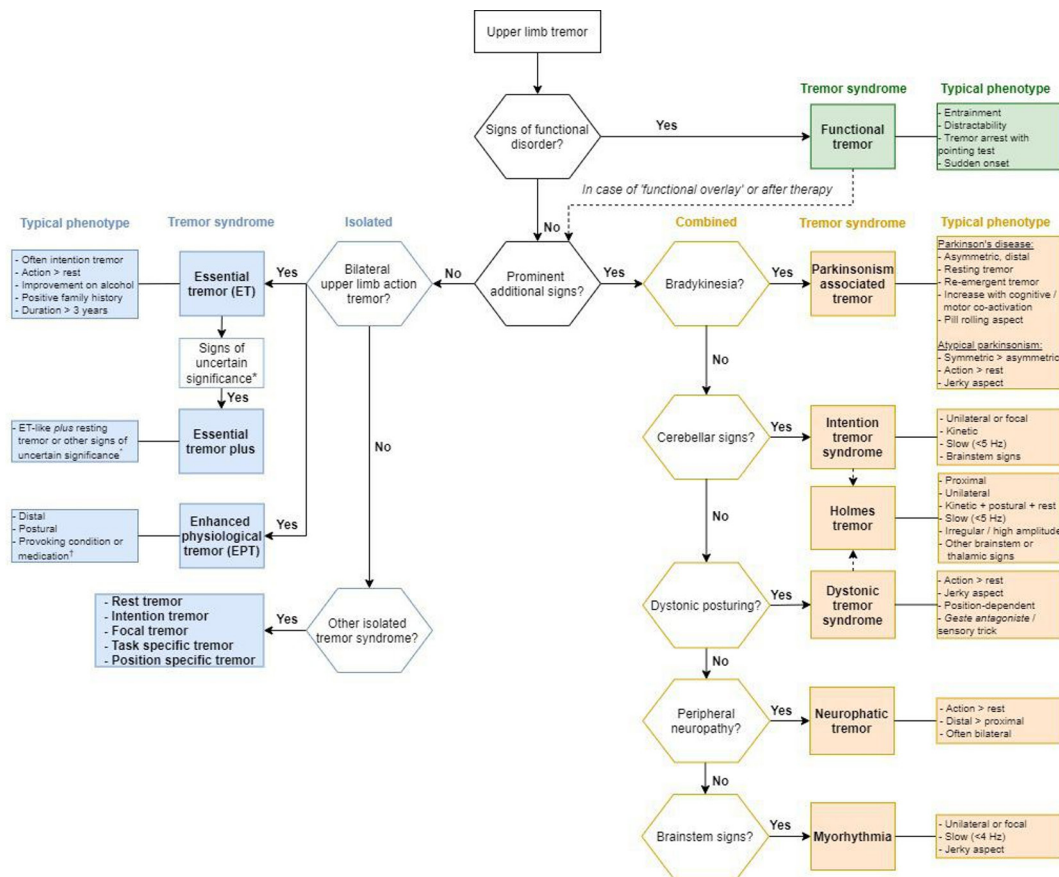 Upper limb tremor
Tremor syndrome
Typical phenotype
Signs of functional
disorder?
Yes
Functional
tremor
- Entrainment
- Distractability
- Tremor arrest with
pointing test
- Sudden onset
In case of 'functional overlay' or after therapy
No
Typical phenotype
Tremor syndrome
Isolated
Combined
Tremor syndrome
Typical phenotype
- Often intention tremor
- Action > rest
- Improvement on alcohol
- Positive family history
- Duration > 3 years
Essential
tremor (ET)
Yes
Bilateral
upper limb action
tremor?
No
Prominent
additional signs?
Yes
Bradykinesia?
Yes
Parkinsonism
associated
tremor
Parkinson's disease:
- Asymmetric, distal
- Resting tremor
- Re-emergent tremor
- Increase with cognitive /
motor co-activation
- Pill rolling aspect
Atypical parkinsonism:
- Symmetric > asymmetric
- Action > rest
- Jerky aspect
Signs of
uncertain
significance*
Yes
No
- ET-like plus resting
tremor or other signs of
uncertain significance*
Essential
tremor plus
No
Cerebellar signs?
Yes
Intention
tremor
syndrome
- Unilateral or focal
- Kinetic
- Slow (<5 Hz)
- Brainstem signs
- Distal
- Postural
- Provoking condition or
medication†
Enhanced
physiological
tremor (EPT)
Yes
No
Holmes
tremor
- Proximal
- Unilateral
- Kinetic + postural + rest
- Slow (<5 Hz)
- Irregular / high amplitude
- Other brainstem or
thalamic signs
- Rest tremor
- Intention tremor
- Focal tremor
- Task specific tremor
- Position specific tremor
Yes
Other isolated
tremor syndrome?
Dystonic posturing?
Yes
Dystonic
tremor
syndrome
- Action > rest
- Jerky aspect
- Position-dependent
- Geste antagoniste /
sensory trick
No
Peripheral
neuropathy?
Yes
Neurophatic
tremor
- Action > rest
- Distal > proximal
- Often bilateral
No
Brainstem signs?
Yes
Myorhythmia
- Unilateral or focal
- Slow (<4 Hz)
- Jerky aspect